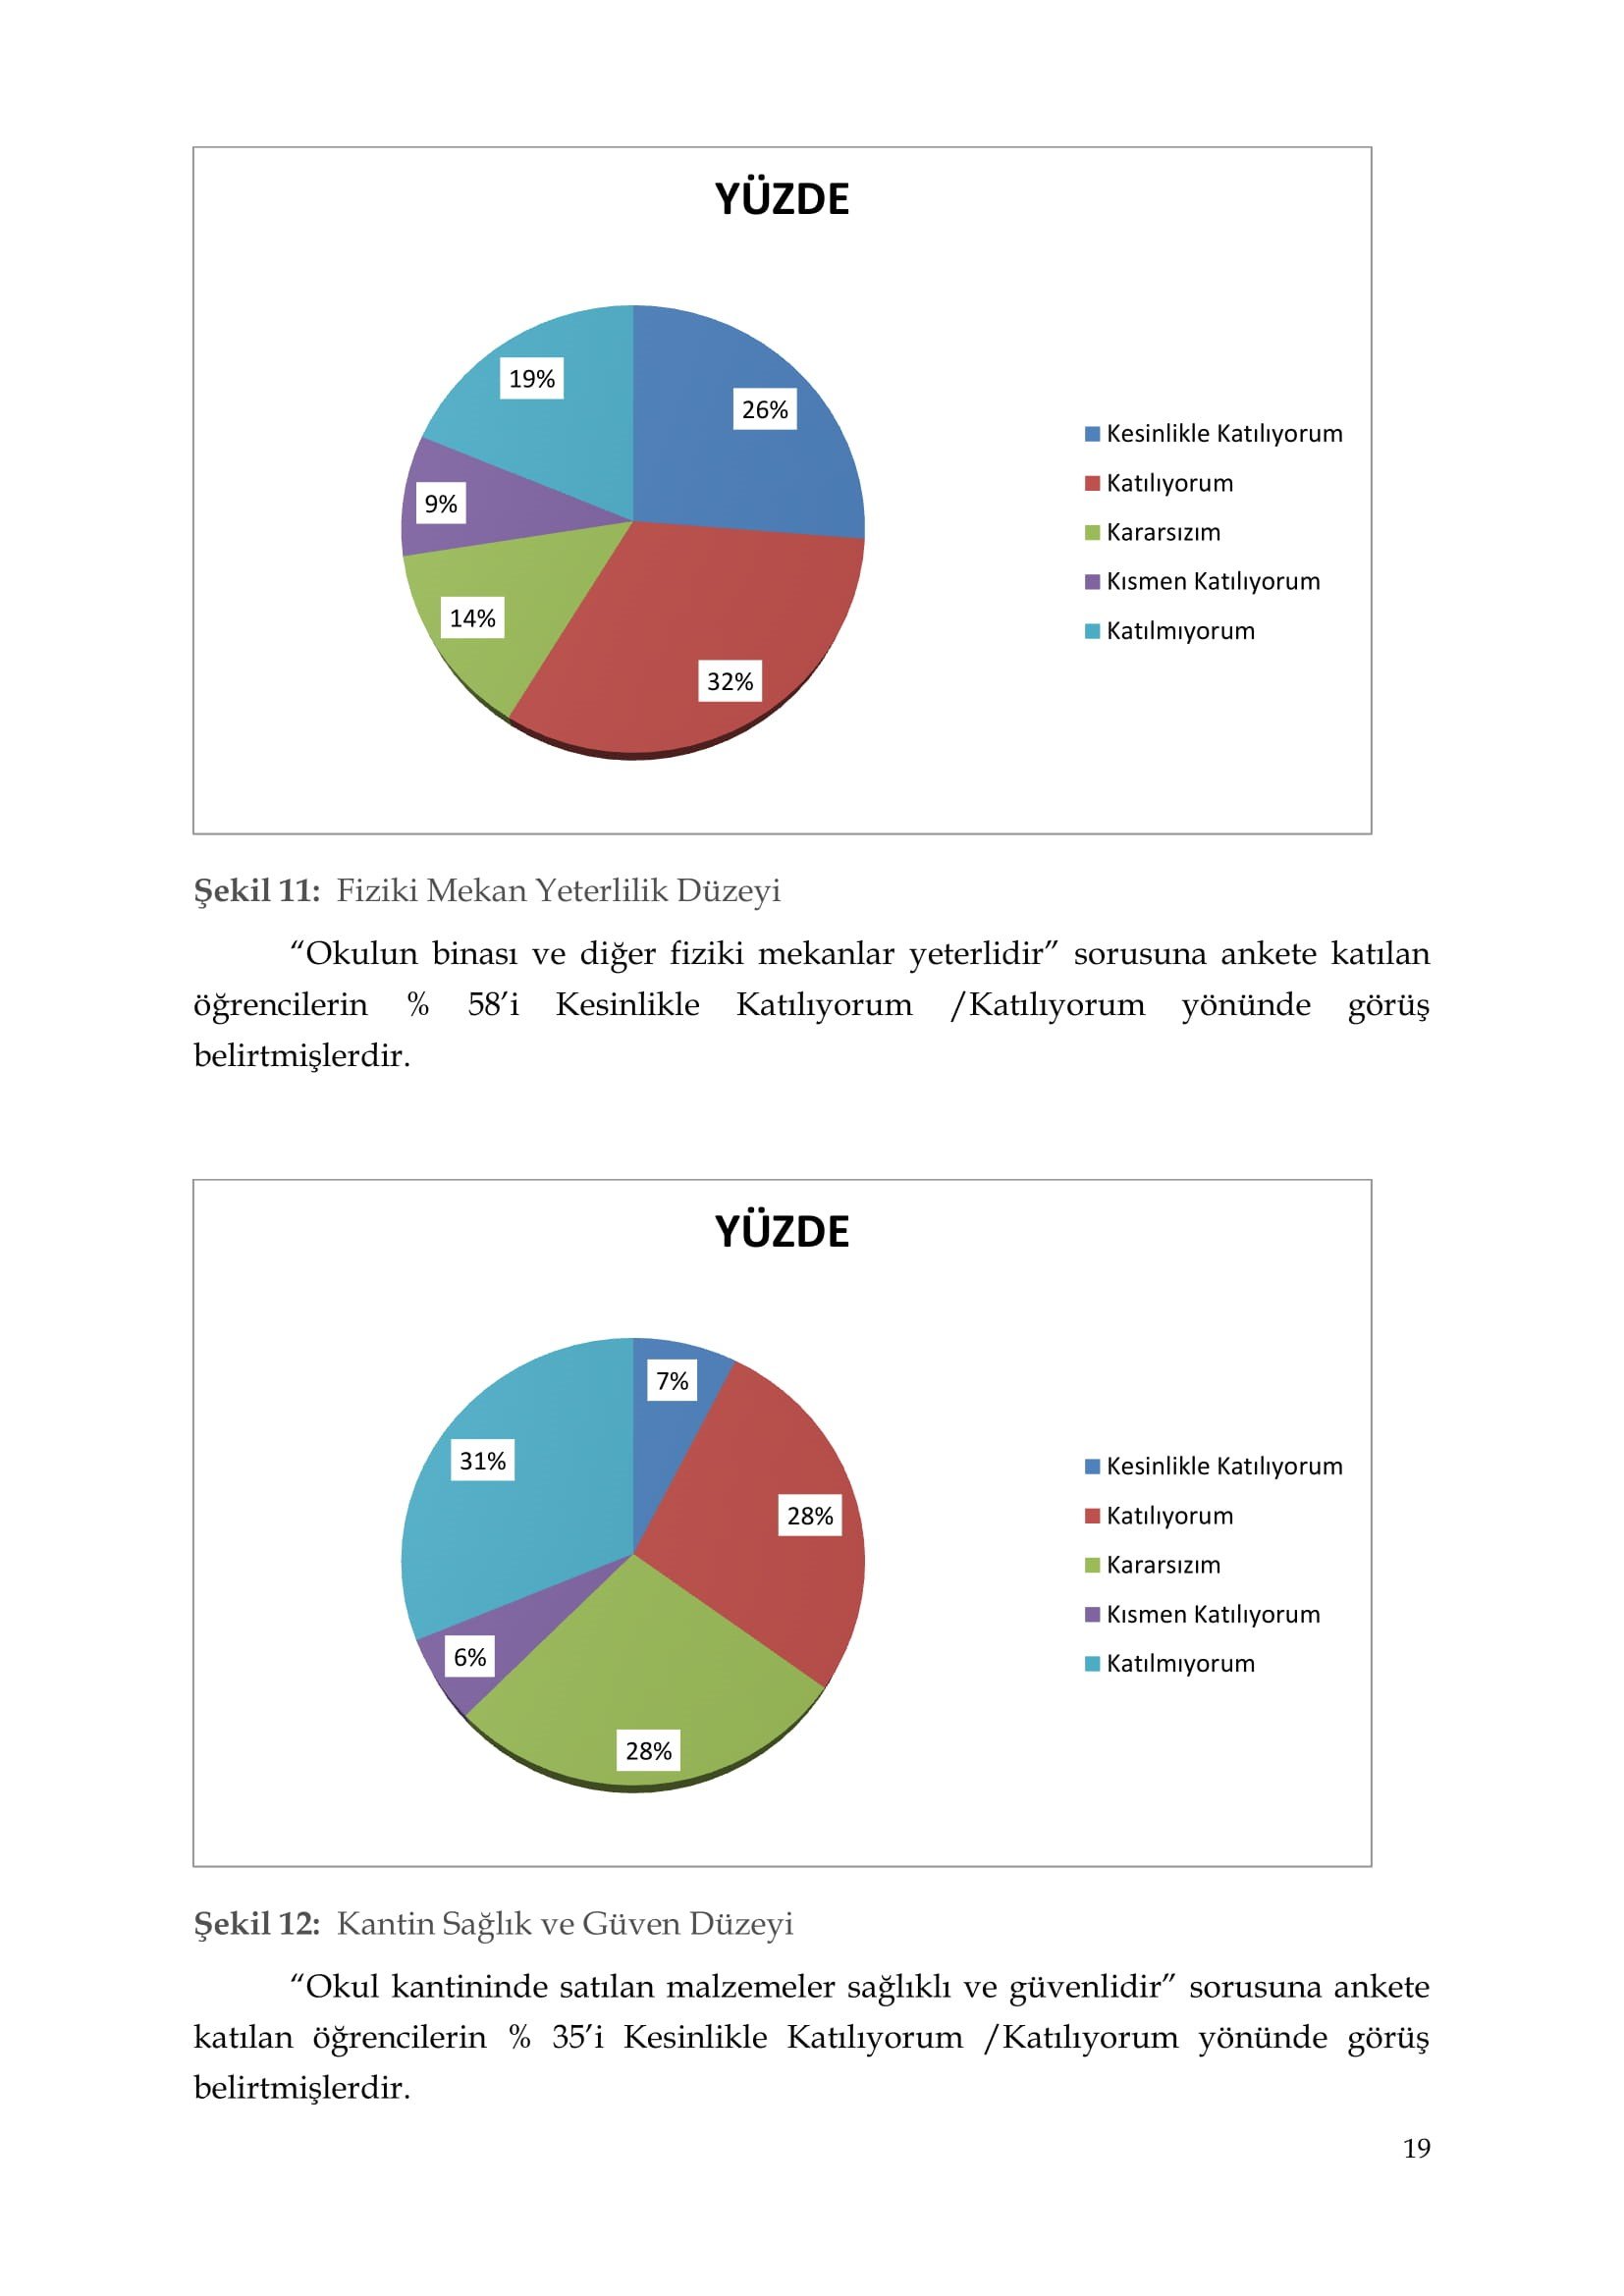 YÜZDE
19%
26%
9%
14%
32%
Kesinlikle Katılıyorum
Katılıyorum
Kararsızım
Kısmen Katılıyorum
Katılmıyorum
Şekil 11: Fiziki Mekan Yeterlilik Düzeyi
“Okulun binası ve diğer fiziki mekanlar yeterlidir” sorusuna ankete katılan
öğrencilerin % 58’i Kesinlikle Katılıyorum /Katılıyorum yönünde görüş
belirtmişlerdir.
YÜZDE
7%
31%
28%
6%
28%
Kesinlikle Katılıyorum
Katılıyorum
Kararsızım
Kısmen Katılıyorum
Katılmıyorum
Şekil 12: Kantin Sağlık ve Güven Düzeyi
“Okul kantininde satılan malzemeler sağlıklı ve güvenlidir” sorusuna ankete
katılan öğrencilerin % 35’i Kesinlikle Katılıyorum /Katılıyorum yönünde görüş
belirtmişlerdir.
19